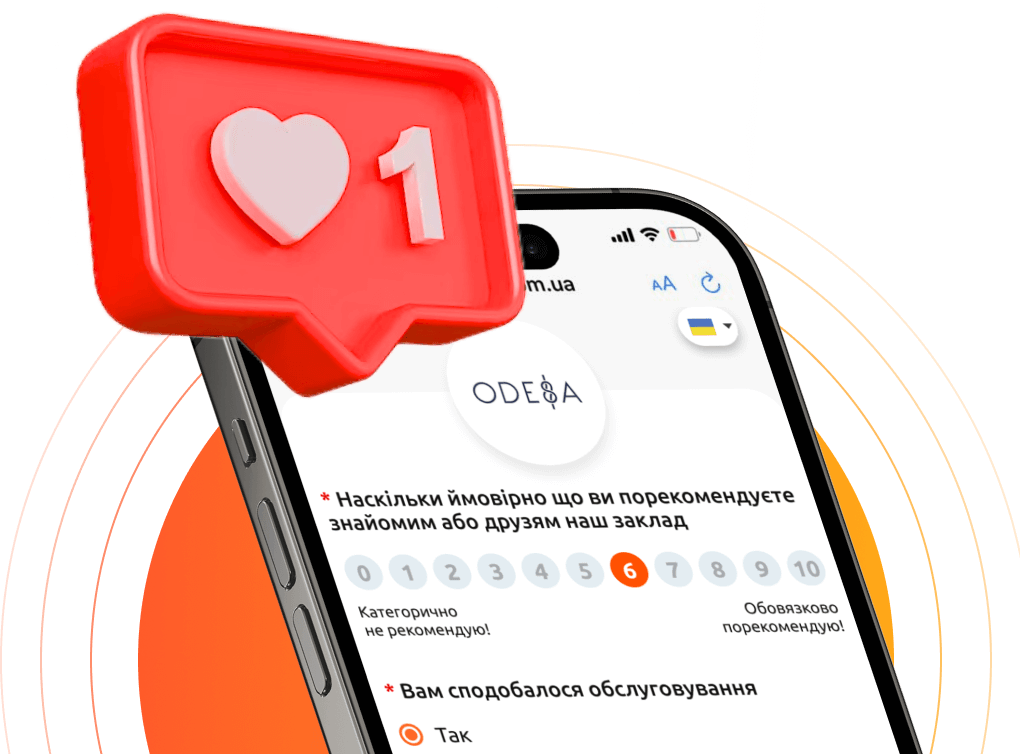 1
m.ua
AA
ODESA
* Наскільки ймовірно що ви порекомендуєте
знайомим або друзям наш заклад
0 1 2 3 4 5 6 7 8 9 10
Категорично
не рекомендую!
Обовязково
порекомендую!
* Вам сподобалося обслуговування
Так